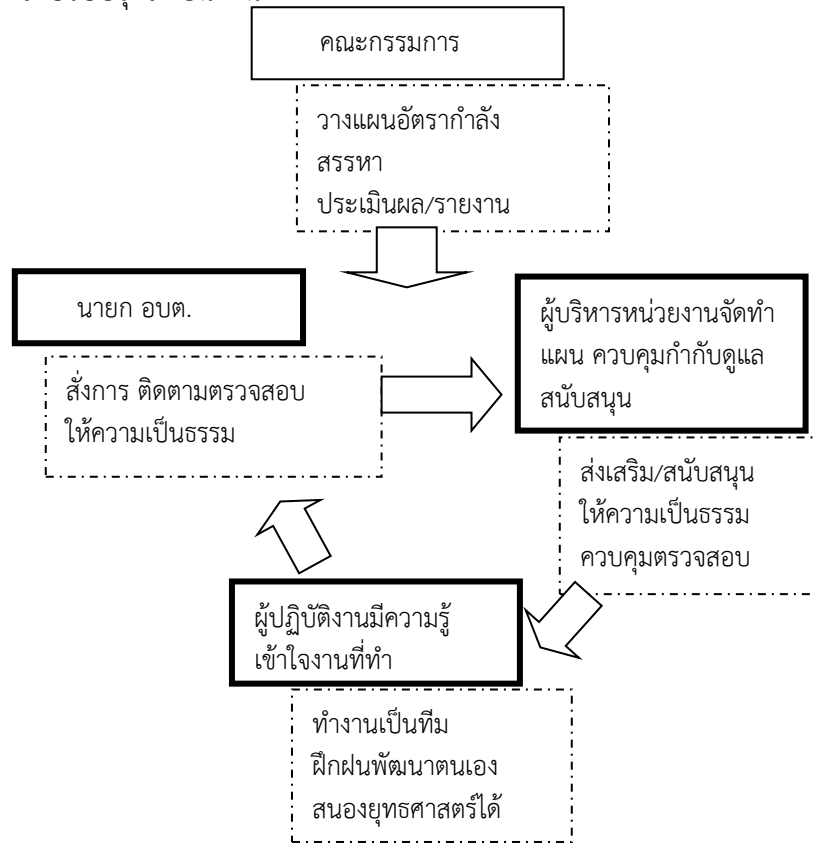 คณะกรรมการ
วางแผนอัตรากำลัง
สรรหา
ประเมินผล/รายงาน
นายก อบต.
สั่งการ ติดตามตรวจสอบ
ให้ความเป็นธรรม
ผู้บริหารหน่วยงานจัดทำ
แผน ควบคุมกำกับดูแล
สนับสนุน
ส่งเสริม/สนับสนุน
ให้ความเป็นธรรม
ควบคุมตรวจสอบ
ผู้ปฏิบัติงานมีความรู้
เข้าใจงานที่ทำ
ทำงานเป็นทีม
ฝึกฝนพัฒนาตนเอง
สนองยุทธศาสตร์ได้